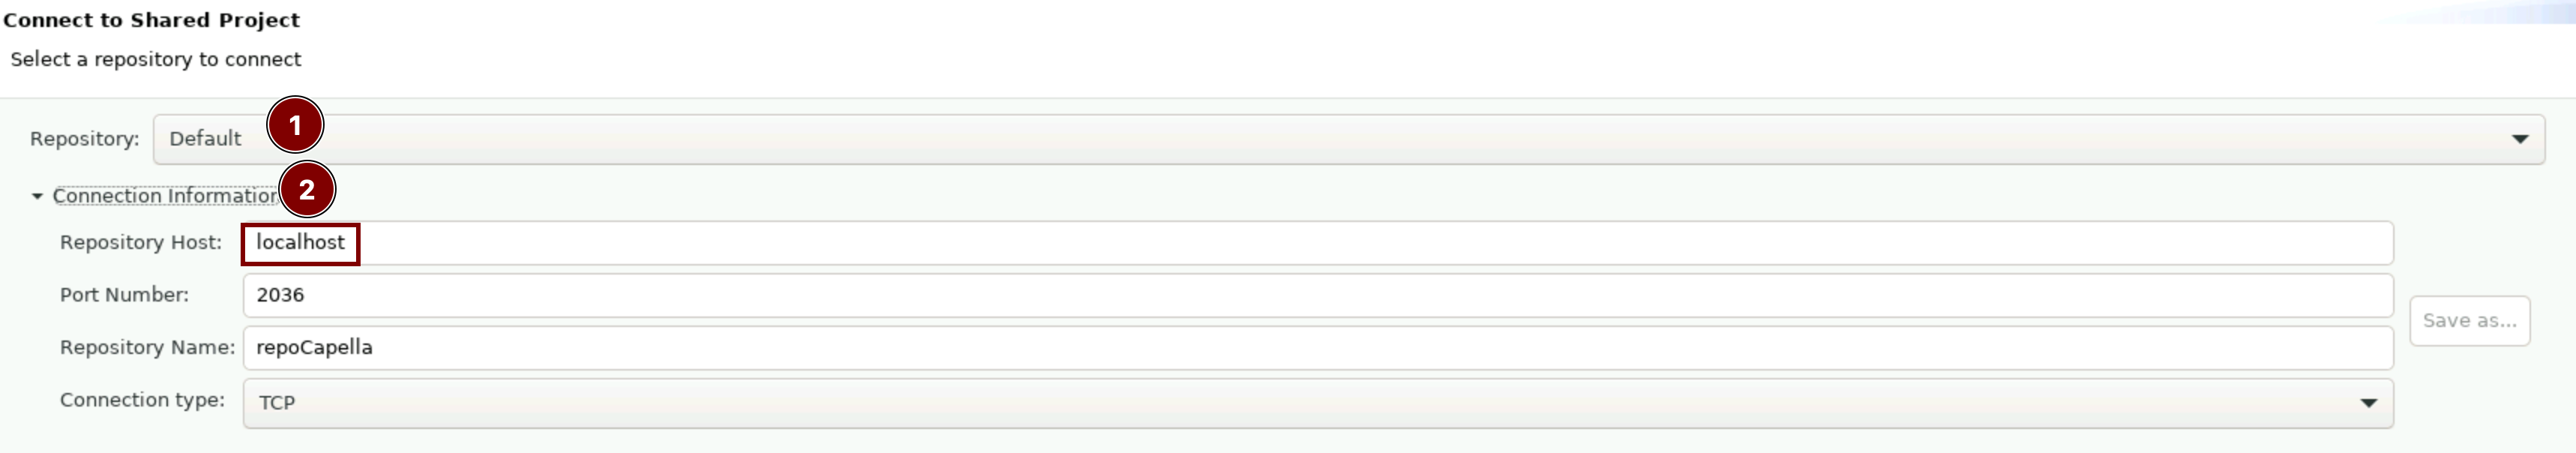 Connect to Shared Project
Select a repository to connect
Repository: Default 1
Connection Information 2
Repository Host: localhost
Port Number: 2036
Repository Name: repoCapella
Save as...
Connection type: TCP